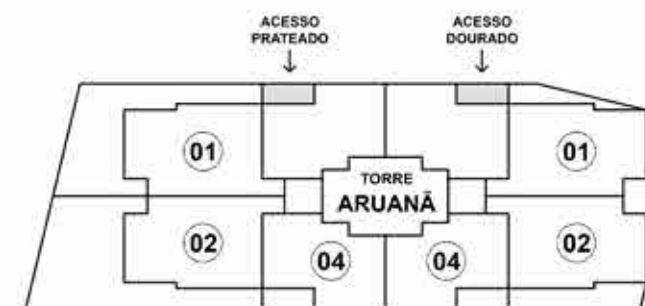 ACESSO
PRATEADO
ACESSO
DOURADO
01
01
TORRE
ARUANÃ
02
04
04
02